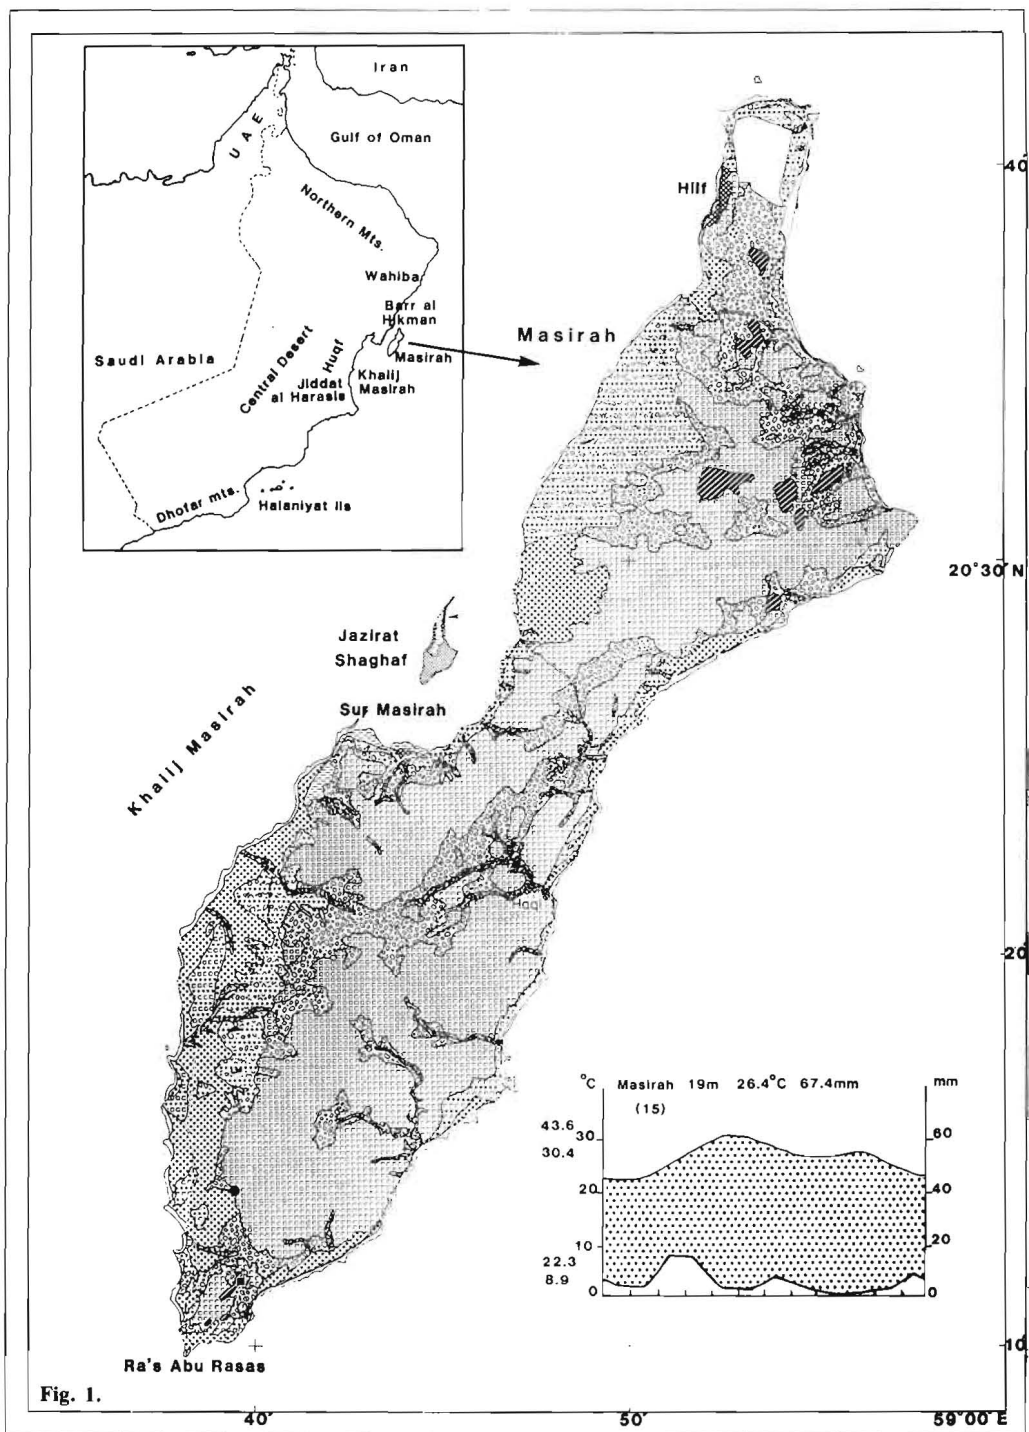 Iran
UAE
Gulf of Oman
Northern Mts.
Wahiba
Barr al
Hikman
Masirah
Saudi Arabia
Central Desert
Huqf
Khalij
Masirah
Jiddat
al Harasis
Dhofar mts.
Halaniyat Ils
Hilf
40
Masirah
20°30'N
Jazirat
Shaghaf
Sur Masirah
Khalij Masirah
Haql
20
°C Masirah 19m 26.4°C 67.4mm mm
(15)
43.6
30.4
30
20
10
22.3
8.9
0
60
40
20
0
10
Ra's Abu Rasas
Fig. 1.
40'
50'
59°00'E